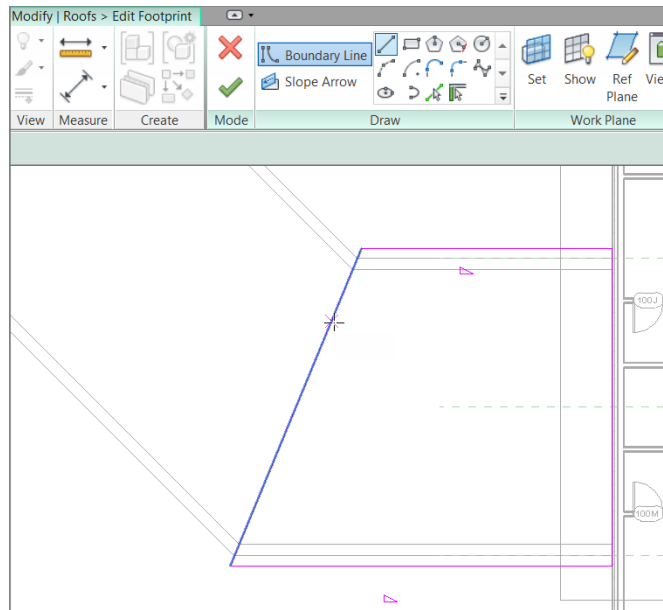 Modify | Roofs > Edit Footprint
Boundary Line
Slope Arrow
Set
Show
Ref
Plane
View
Measure
Create
Mode
Draw
Work Plane
100J
100M